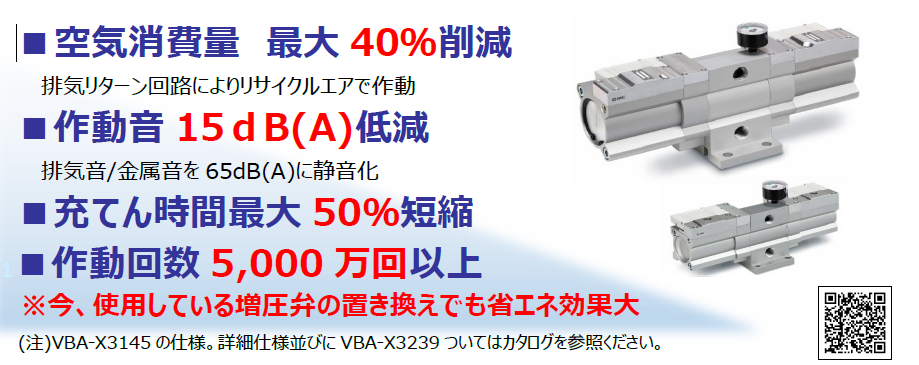 ■ 空気消費量 最大 40%削減
排気リターン回路によりリサイクルエアで作動
■ 作動音 15ｄB(A)低減
排気音/金属音を 65dB(A)に静音化
■ 充てん時間最大 50%短縮
■ 作動回数 5,000 万回以上
※今、使用している増圧弁の置き換えでも省エネ効果大
(注)VBA-X3145 の仕様。詳細仕様並びに VBA-X3239 ついてはカタログを参照ください。
SMC
1